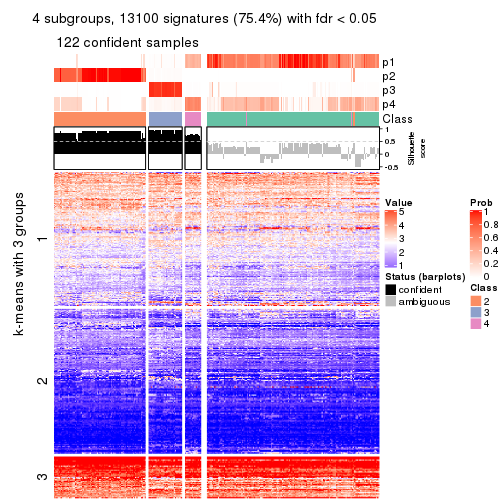 4 subgroups, 13100 signatures (75.4%) with fdr < 0.05
122 confident samples
p1
p2
p3
p4
Class
1
0.5
0
-0.5
Silhouette
score
k-means with 3 groups
1
2
3
Value
5
4
3
2
1
Status (barplots)
confident
ambiguous
Prob
1
0.8
0.6
0.4
0.2
0
Class
2
3
4